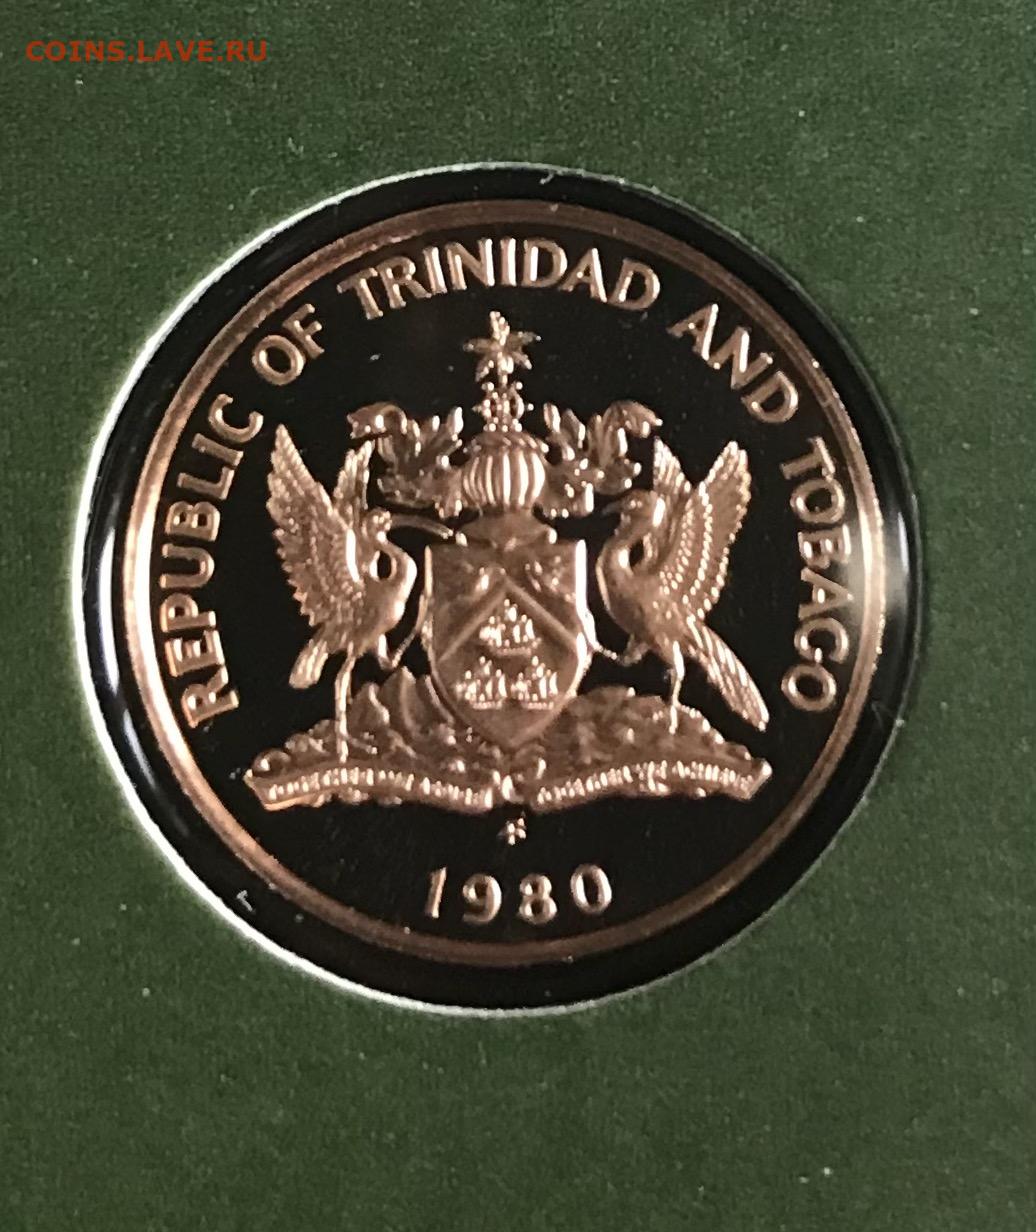 COINS.LAVE.RU
REPUBLIC OF TRINIDAD AND TOBAGO
1980